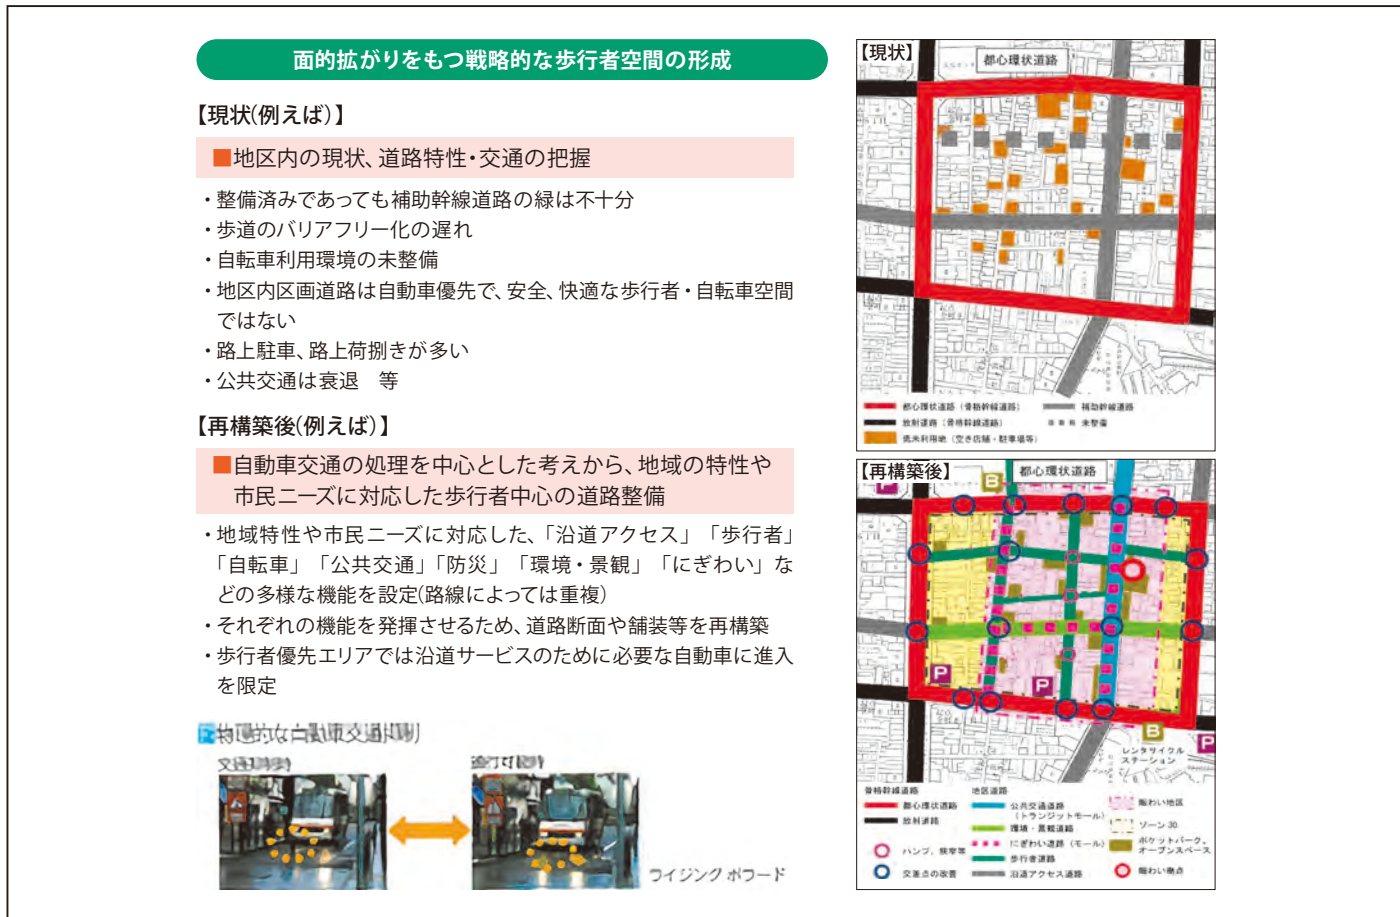 面的拡がりをもつ戦略的な歩行者空間の形成
【現状(例えば)】
■地区内の現状、道路特性・交通の把握
・整備済みであっても補助幹線道路の緑は不十分
・歩道のバリアフリー化の遅れ
・自転車利用環境の未整備
・地区内区画道路は自動車優先で、安全、快適な歩行者・自転車空間
ではない
・路上駐車、路上荷捌きが多い
・公共交通は衰退　等
【再構築後(例えば)】
■自動車交通の処理を中心とした考えから、地域の特性や
市民ニーズに対応した歩行者中心の道路整備
・地域特性や市民ニーズに対応した、「沿道アクセス」「歩行者」
「自転車」「公共交通」「防災」「環境・景観」「にぎわい」な
どの多様な機能を設定(路線によっては重複)
・それぞれの機能を発揮させるため、道路断面や舗装等を再構築
・歩行者優先エリアでは沿道サービスのために必要な自動車に進入
を限定
ライジングボラード
【現状】
都心環状道路
都心環状道路（骨格幹線道路）
補助幹線道路
放射道路（骨格幹線道路）
未整備
低未利用地（空き店舗・駐車場等）
【再構築後】
都心環状道路
P
B
P
P
B
P
レンタサイクル
ステーション
骨格幹線道路
都心環状道路
放射道路
ハンプ、狭窄等
交差点の改善
地区道路
公共交通道路
（トランジットモール）
環境・景観道路
にぎわい道路（モール）
歩行者道路
沿道アクセス道路
賑わい地区
ゾーン30
ポケットパーク、
オープンスペース
賑わい拠点